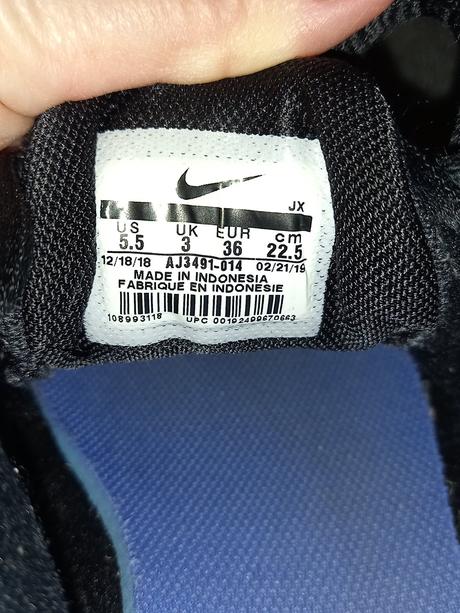 JX
US UK EUR cm
5.5 3 36 22.5
12/18/18 AJ3491-014 02/21/19
MADE IN INDONESIA
FABRIQUE EN INDONESIE
108993118 UPC 00192499670663